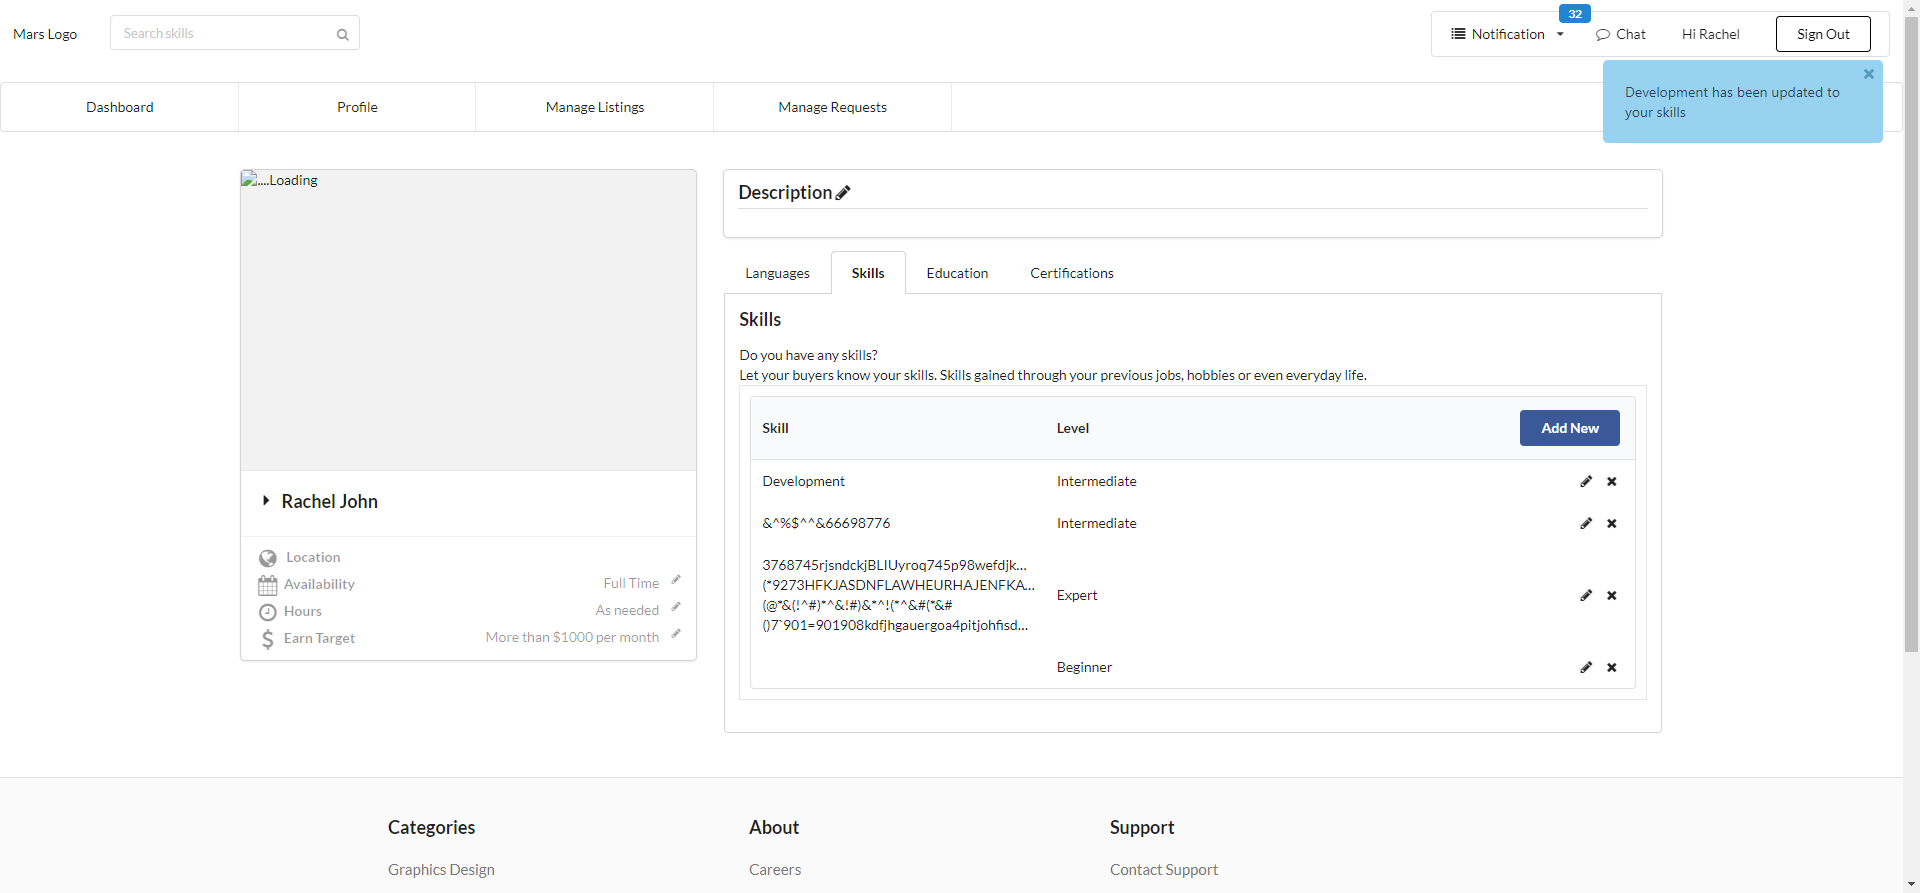 Mars Logo
Search skills
32
Notification
Chat
Hi Rachel
Sign Out
Dashboard
Profile
Manage Listings
Manage Requests
Development has been updated to
your skills
....Loading
Rachel John
Location
Availability
Full Time
Hours
As needed
Earn Target
More than $1000 per month
Description
Languages
Skills
Education
Certifications
Skills
Do you have any skills?
Let your buyers know your skills. Skills gained through your previous jobs, hobbies or even everyday life.
Skill
Level
Add New
Development
Intermediate
&^%$^^&66698776
Intermediate
3768745rjsndckjBLIUyroq745p98wefdjk...
(*9273HFKJASDNFLAWHEURHAJENFKA...
(@*&(!^#)*^&!#)&*^!(*^&#(*&#
()7`901=901908kdfjhgauergoa4pitjohfisd...
Expert
Beginner
Categories
About
Support
Graphics Design
Careers
Contact Support